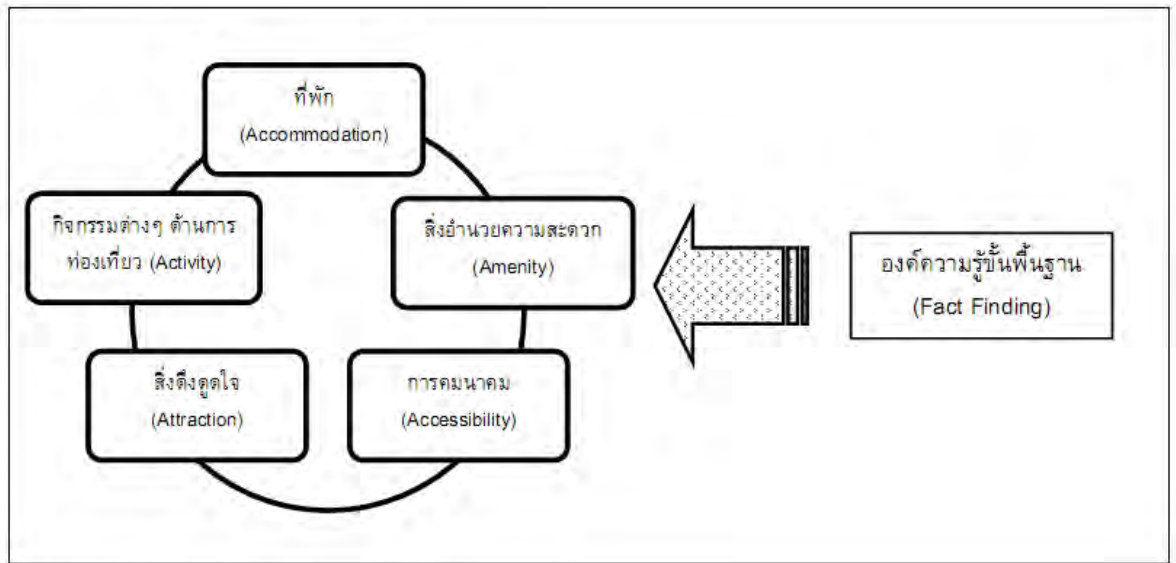 ที่พัก
(Accommodation)
กิจกรรมต่างๆ ด้านการ
ท่องเที่ยว (Activity)
สิ่งอำนวยความสะดวก
(Amenity)
สิ่งดึงดูดใจ
(Attraction)
การคมนาคม
(Accessibility)
องค์ความรู้ขั้นพื้นฐาน
(Fact Finding)